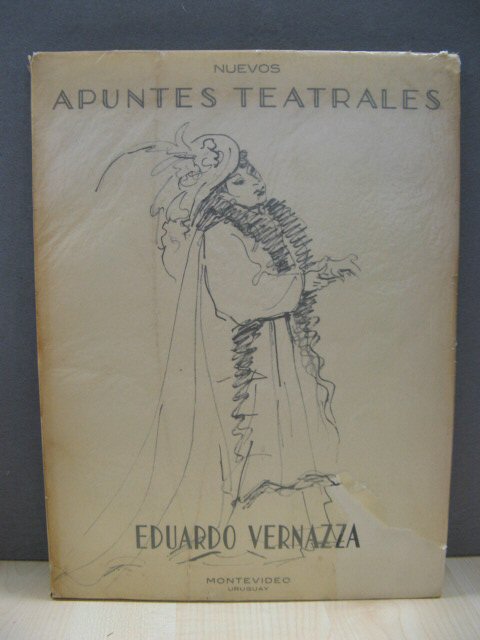 NUEVOS
APUNTES TEATRALES
EDUARDO VERNAZZA
MONTEVIDEO
URUGUAY